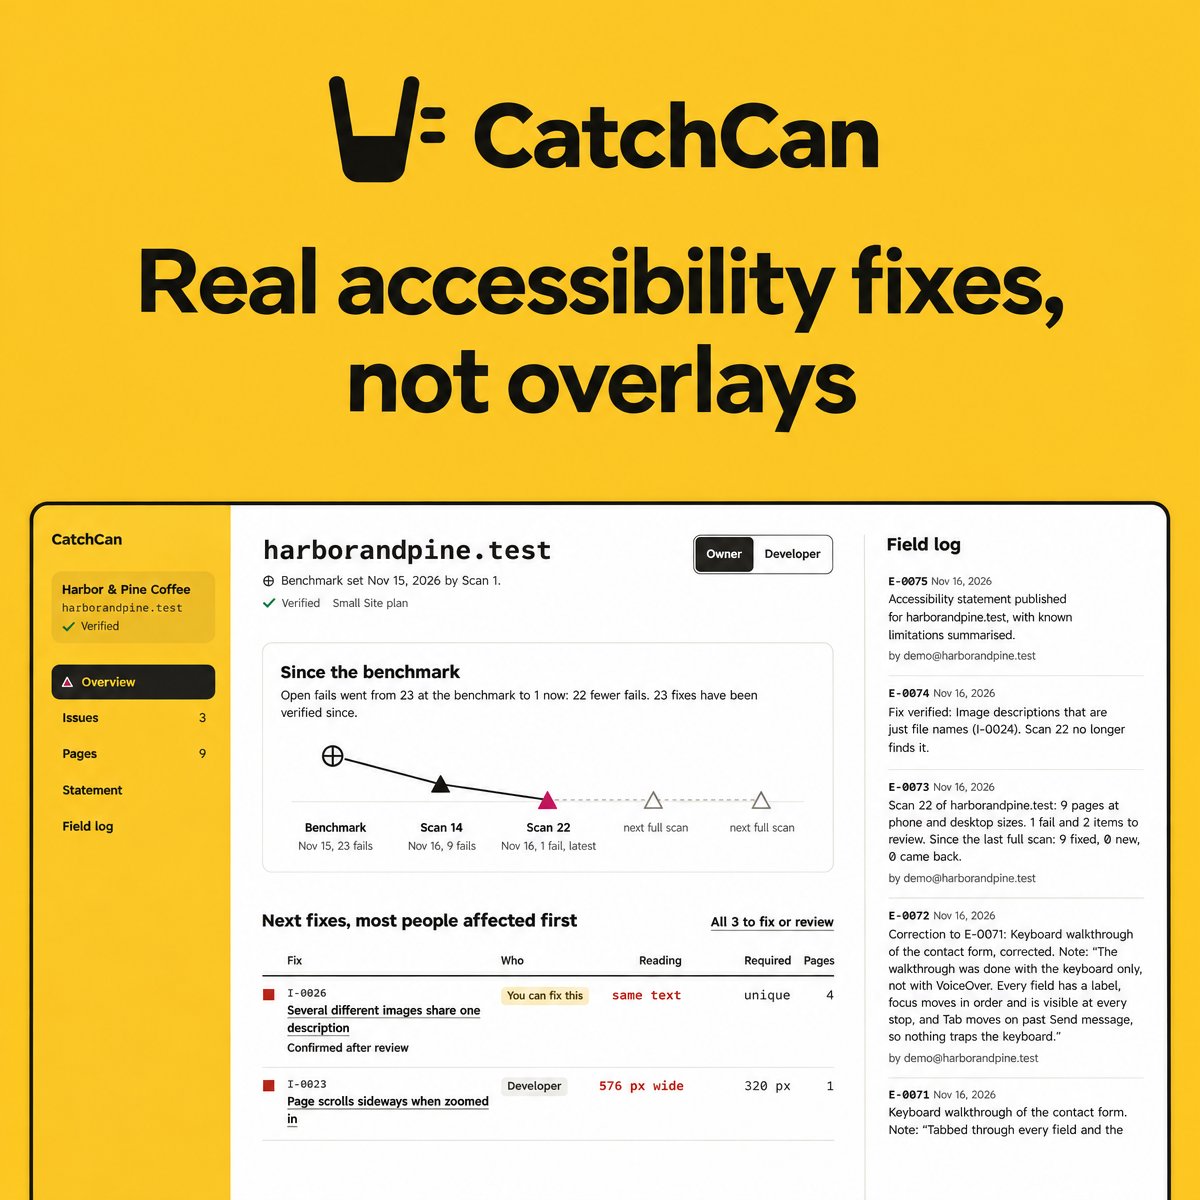 CatchCan
Real accessibility fixes,
not overlays
CatchCan
Harbor & Pine Coffee
harborandpine.test
Verified
Overview
Issues 3
Pages 9
Statement
Field log
harborandpine.test
Benchmark set Nov 15, 2026 by Scan 1.
Verified Small Site plan
Owner Developer
Since the benchmark
Open fails went from 23 at the benchmark to 1 now: 22 fewer fails. 23 fixes have been
verified since.
Benchmark Scan 14 Scan 22 next full scan next full scan
Nov 15, 23 fails Nov 16, 9 fails Nov 16, 1 fail, latest
Next fixes, most people affected first All 3 to fix or review
Fix Who Reading Required Pages
I-0026
Several different images share one
description
Confirmed after review
You can fix this same text unique 4
I-0023
Page scrolls sideways when zoomed
in
Developer 576 px wide 320 px 1
Field log
E-0075 Nov 16, 2026
Accessibility statement published
for harborandpine.test, with known
limitations summarised.
by demo@harborandpine.test
E-0074 Nov 16, 2026
Fix verified: Image descriptions that are
just file names (I-0024). Scan 22 no longer
finds it.
E-0073 Nov 16, 2026
Scan 22 of harborandpine.test: 9 pages at
phone and desktop sizes. 1 fail and 2 items to
review. Since the last full scan: 9 fixed, 0 new,
0 came back.
by demo@harborandpine.test
E-0072 Nov 16, 2026
Correction to E-0071: Keyboard walkthrough
of the contact form, corrected. Note: “The
walkthrough was done with the keyboard only,
not with VoiceOver. Every field has a label,
focus moves in order and is visible at every
stop, and Tab moves on past Send message,
so nothing traps the keyboard.”
by demo@harborandpine.test
E-0071 Nov 16, 2026
Keyboard walkthrough of the contact form.
Note: “Tabbed through every field and the